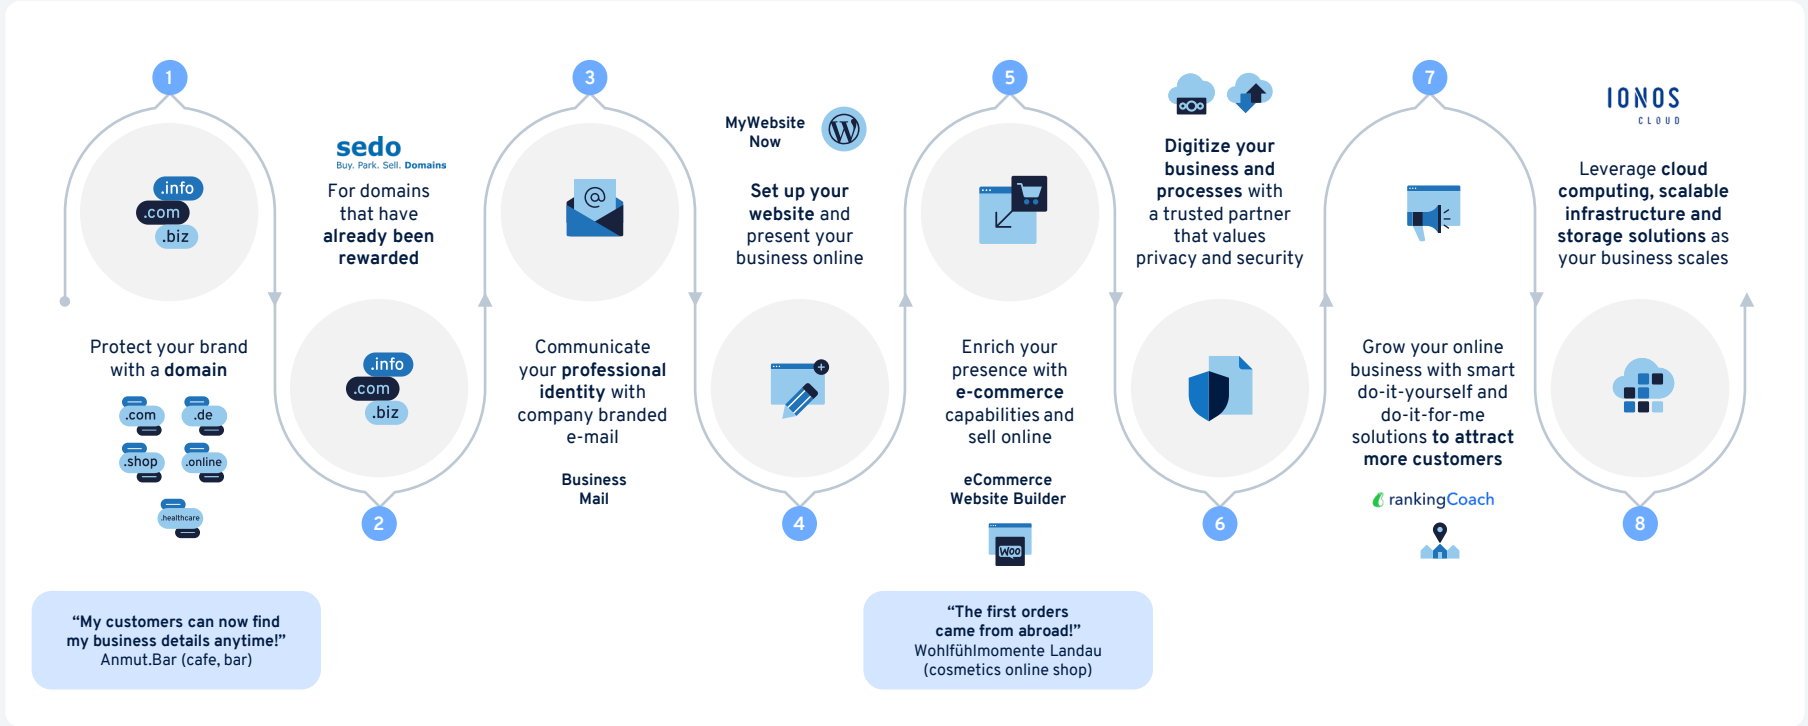 1
.info
.com
.biz
Protect your brand
with a domain
.com
.de
.shop
.online
.healthcare
“My customers can now find
my business details anytime!”
Anmut.Bar (cafe, bar)
sedo
Buy. Park. Sell. Domains
For domains
that have
already been
rewarded
.info
.com
.biz
2
3
@
Communicate
your professional
identity with
company branded
e-mail
Business
Mail
MyWebsite
Now
W
Set up your
website and
present your
business online
4
5
Enrich your
presence with
e-commerce
capabilities and
sell online
eCommerce
Website Builder
Woo
“The first orders
came from abroad!”
Wohlfühlmomente Landau
(cosmetics online shop)
Digitize your
business and
processes with
a trusted partner
that values
privacy and security
6
7
Grow your online
business with smart
do-it-yourself and
do-it-for-me
solutions to attract
more customers
rankingCoach
IONOS
CLOUD
Leverage cloud
computing, scalable
infrastructure and
storage solutions as
your business scales
8